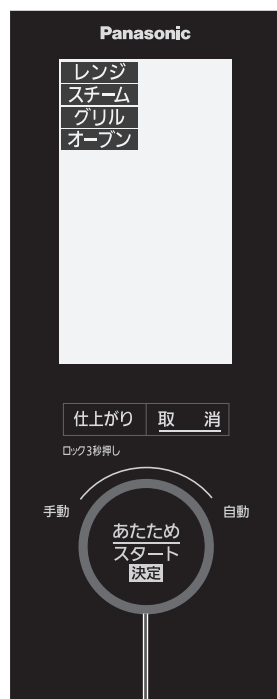 Panasonic
レンジ
スチーム
グリル
オーブン
仕上がり 取 消
ロック3秒押し
手動 自動
あたため
スタート
決定